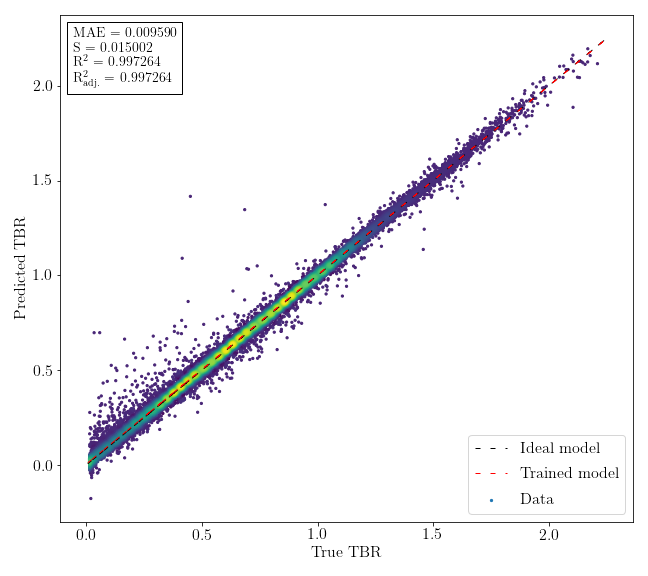 MAE = 0.009590
S = 0.015002
R² = 0.997264
R²adj. = 0.997264
2.0
1.5
1.0
0.5
0.0
Predicted TBR
0.0 0.5 1.0 1.5 2.0
True TBR
Ideal model
Trained model
Data